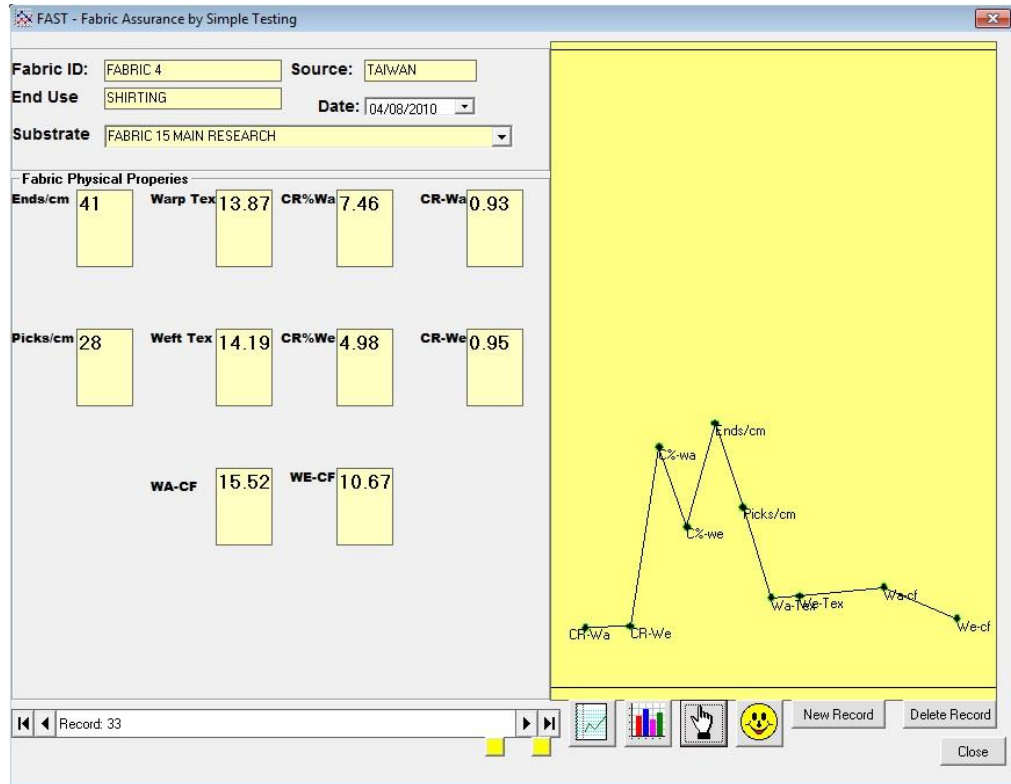 FAST - Fabric Assurance by Simple Testing
Fabric ID: FABRIC 4 Source: TAIWAN
End Use SHIRTING Date: 04/08/2010
Substrate FABRIC 15 MAIN RESEARCH
Fabric Physical Properies
Ends/cm 41 Warp Tex 13.87 CR%Wa 7.46 CR-Wa 0.93
Picks/cm 28 Weft Tex 14.19 CR%We 4.98 CR-We 0.95
WA-CF 15.52 WE-CF 10.67
Ends/cm
C%-wa
Picks/cm
C%-we
Wa-Tex We-Tex Wa-cf
CR-Wa CR-We We-cf
Record: 33
New Record Delete Record
Close